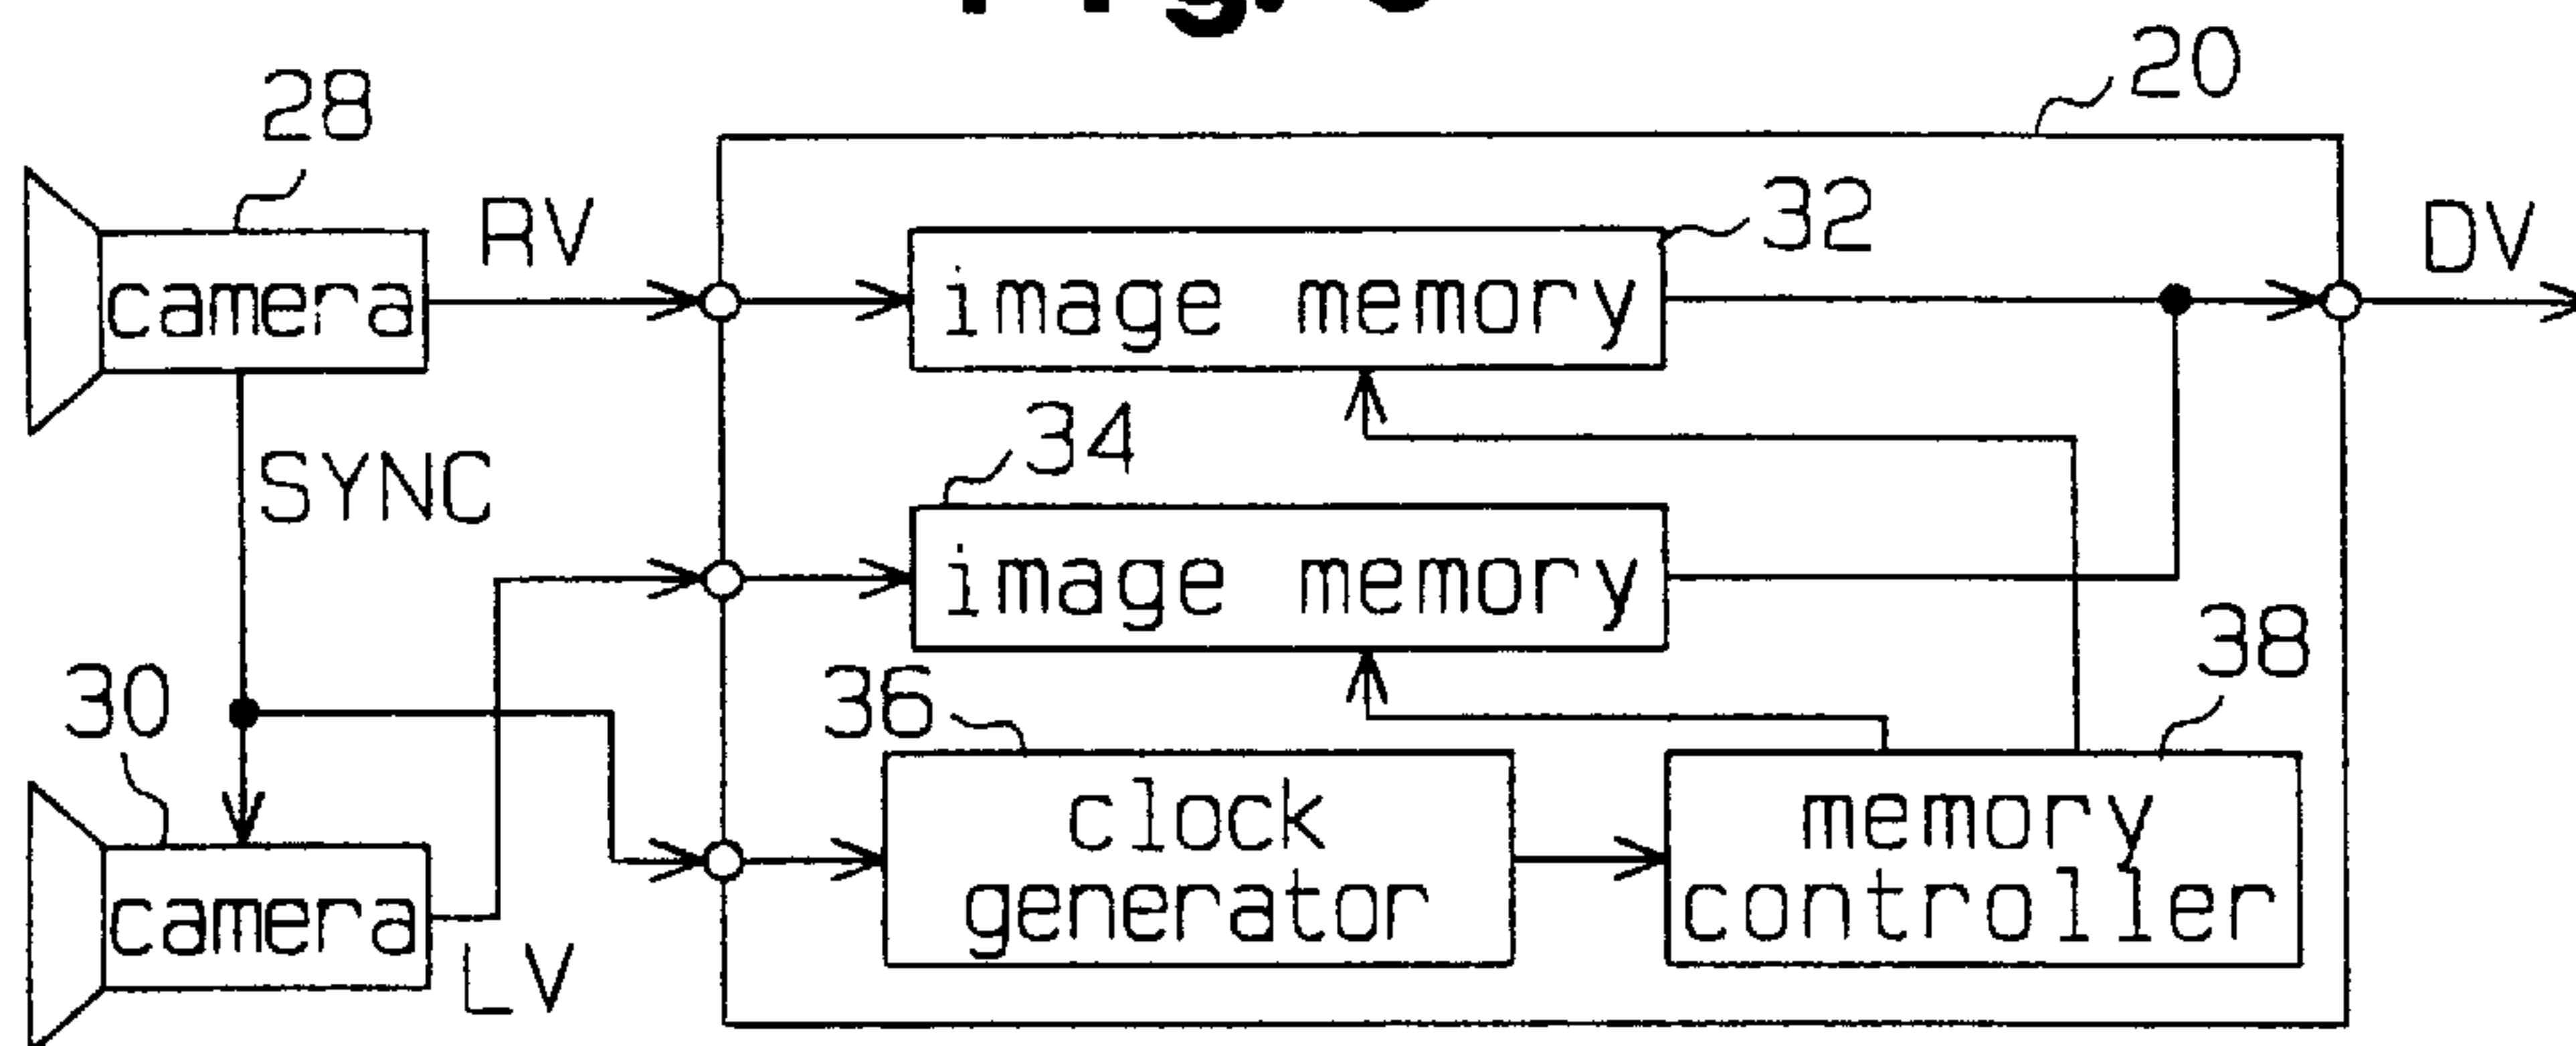 28
20
RV
32
DV
camera
image memory
34
SYNC
image memory
38
30
36
clock
generator
memory
controller
camera
LV